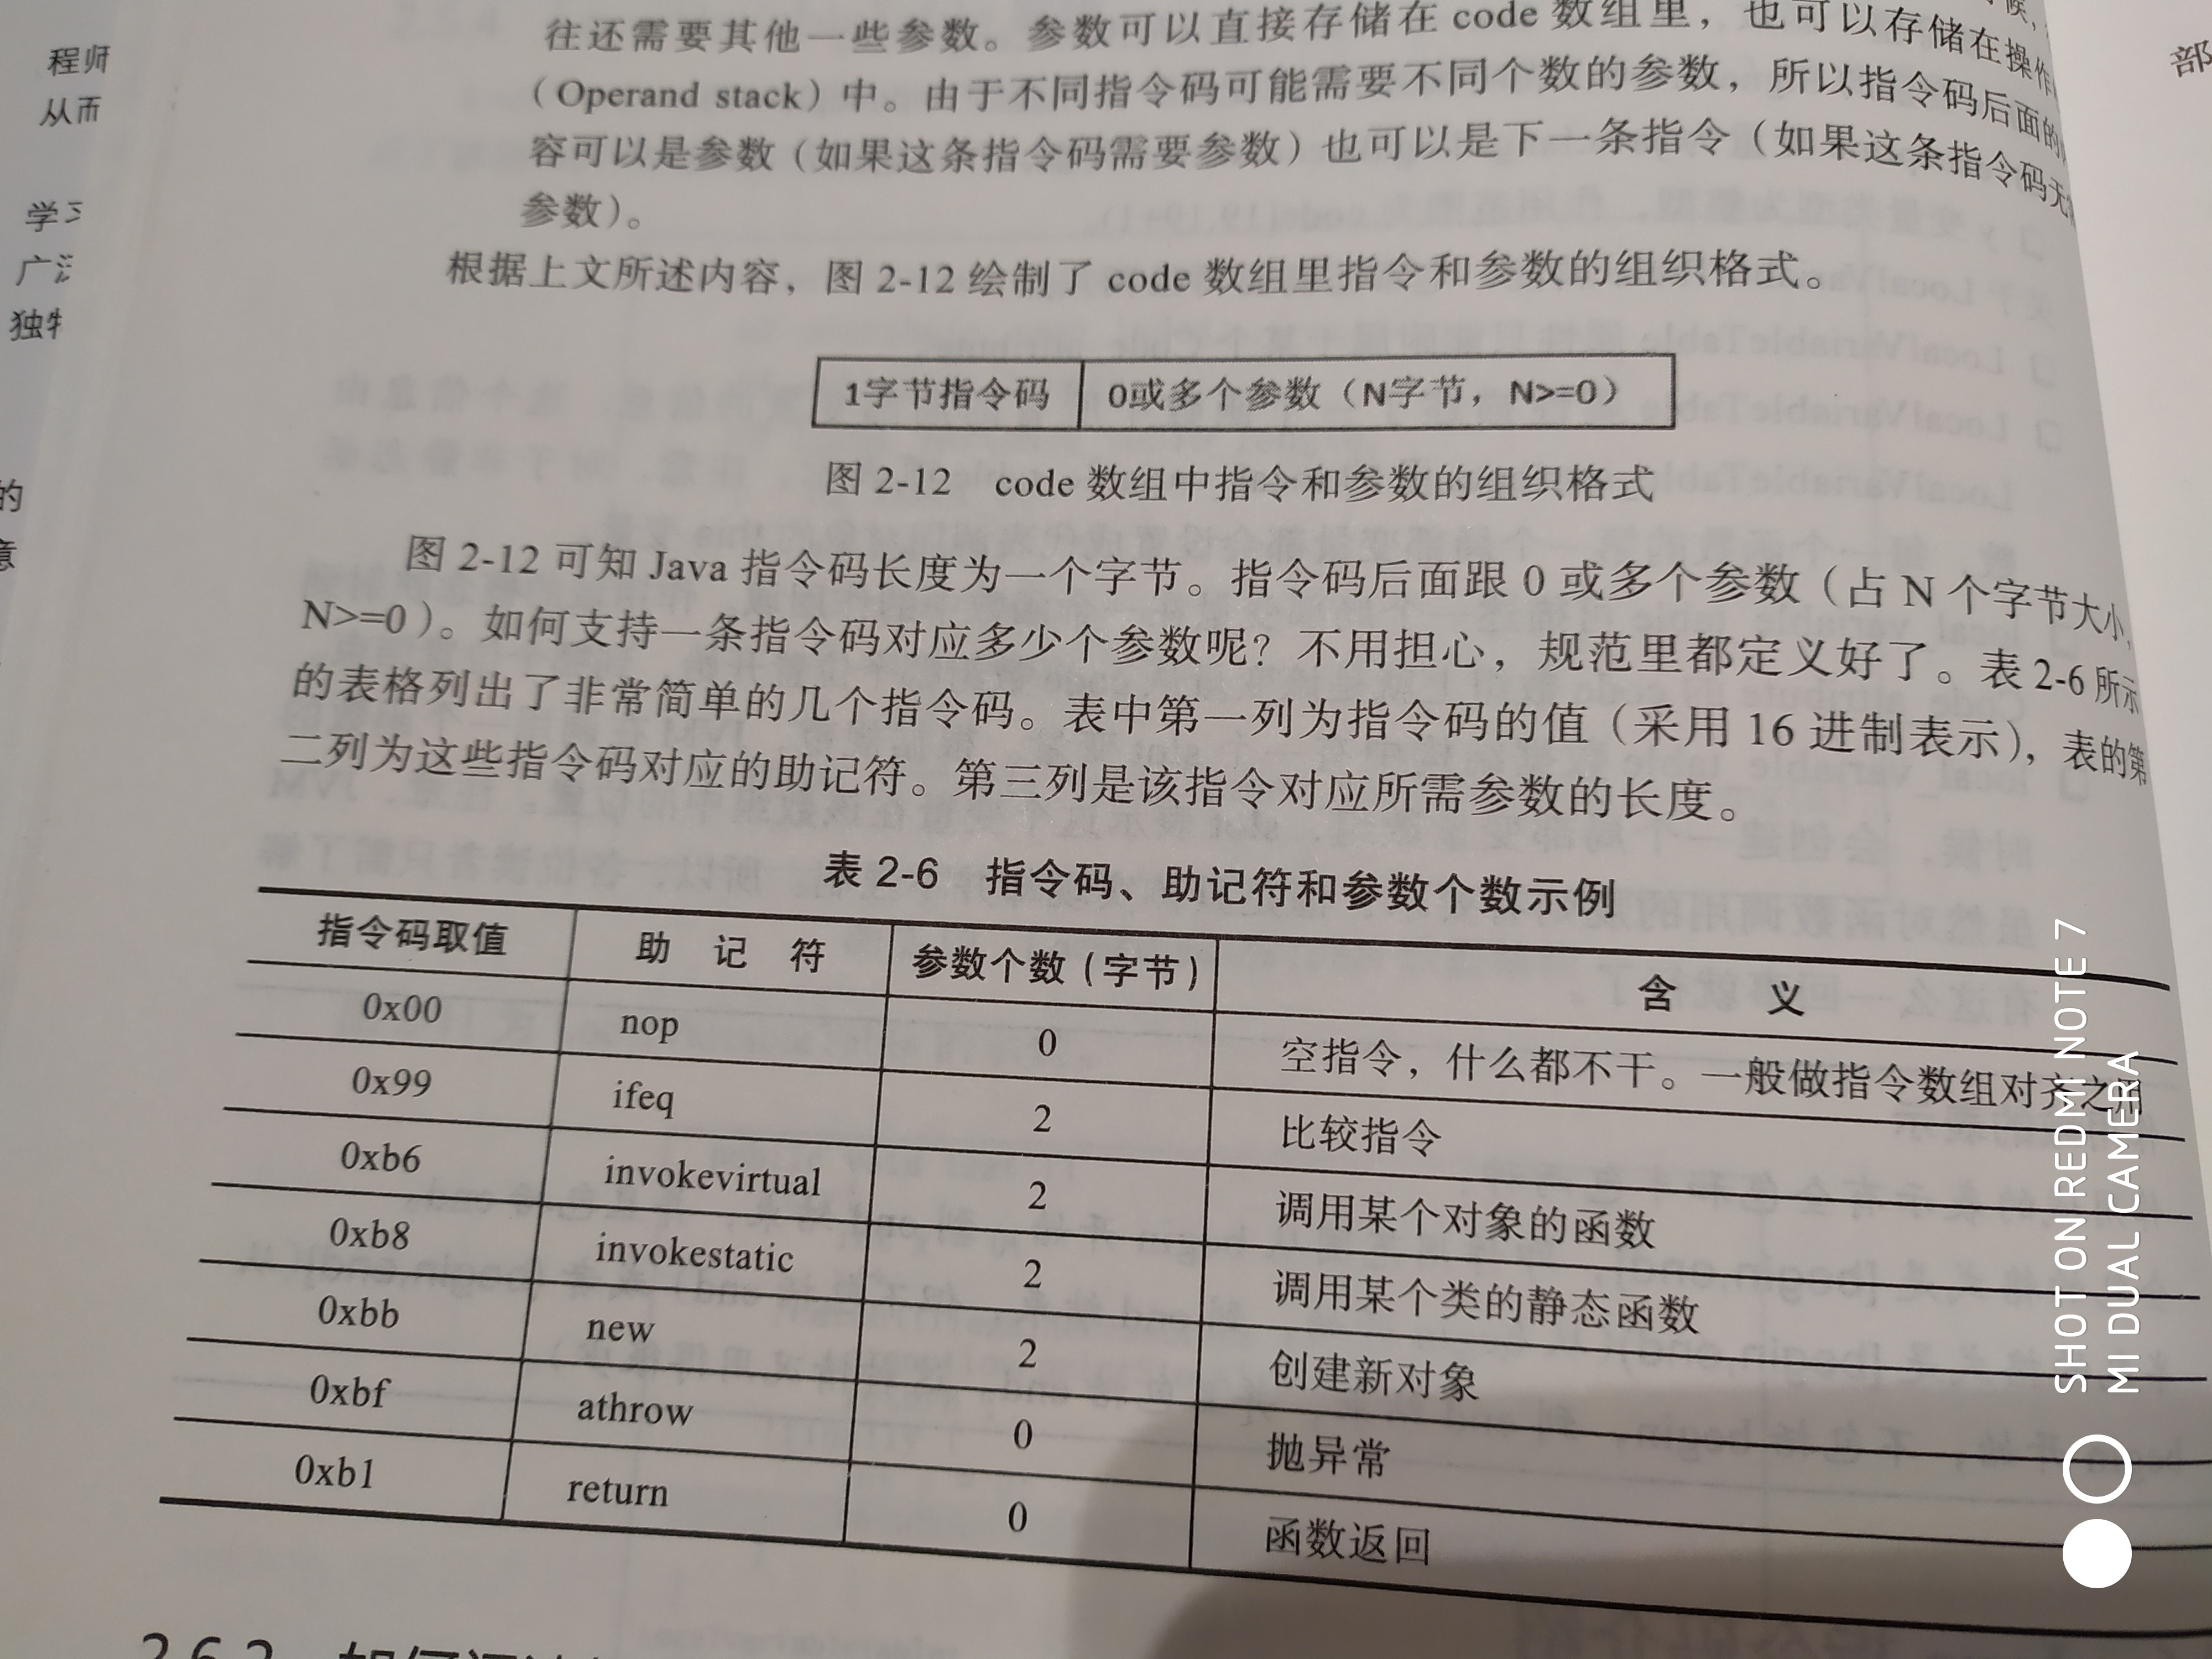 程师
从而
学
广
独
的
往还需要其他一些参数。参数可以直接存储在 code 数组里，也可以存储在操作
（Operand stack）中。由于不同指令码可能需要不同个数的参数，所以指令码后面的
容可以是参数（如果这条指令码需要参数）也可以是下一条指令（如果这条指令码
参数）。
根据上文所述内容，图 2-12 绘制了 code 数组里指令和参数的组织格式。
1字节指令码 0或多个参数（N字节，N>=0）
图 2-12 code 数组中指令和参数的组织格式
图 2-12 可知 Java 指令码长度为一个字节。指令码后面跟 0 或多个参数（占 N 个字节大小，
N>=0）。如何支持一条指令码对应多少个参数呢？不用担心，规范里都定义好了。表 2-6 所示
的表格列出了非常简单的几个指令码。表中第一列为指令码的值（采用 16 进制表示），表的第
二列为这些指令码对应的助记符。第三列是该指令对应所需参数的长度。
表 2-6 指令码、助记符和参数个数示例
指令码取值 助记符 参数个数（字节） 含义
0x00 nop 0 空指令，什么都不干。一般做指令数组对齐之用
0x99 ifeq 2 比较指令
0xb6 invokevirtual 2 调用某个对象的函数
0xb8 invokestatic 2 调用某个类的静态函数
0xbb new 2 创建新对象
0xbf athrow 0 抛异常
0xb1 return 0 函数返回
部
SHOT ON REDMI NOTE 7
MI DUAL CAMERA